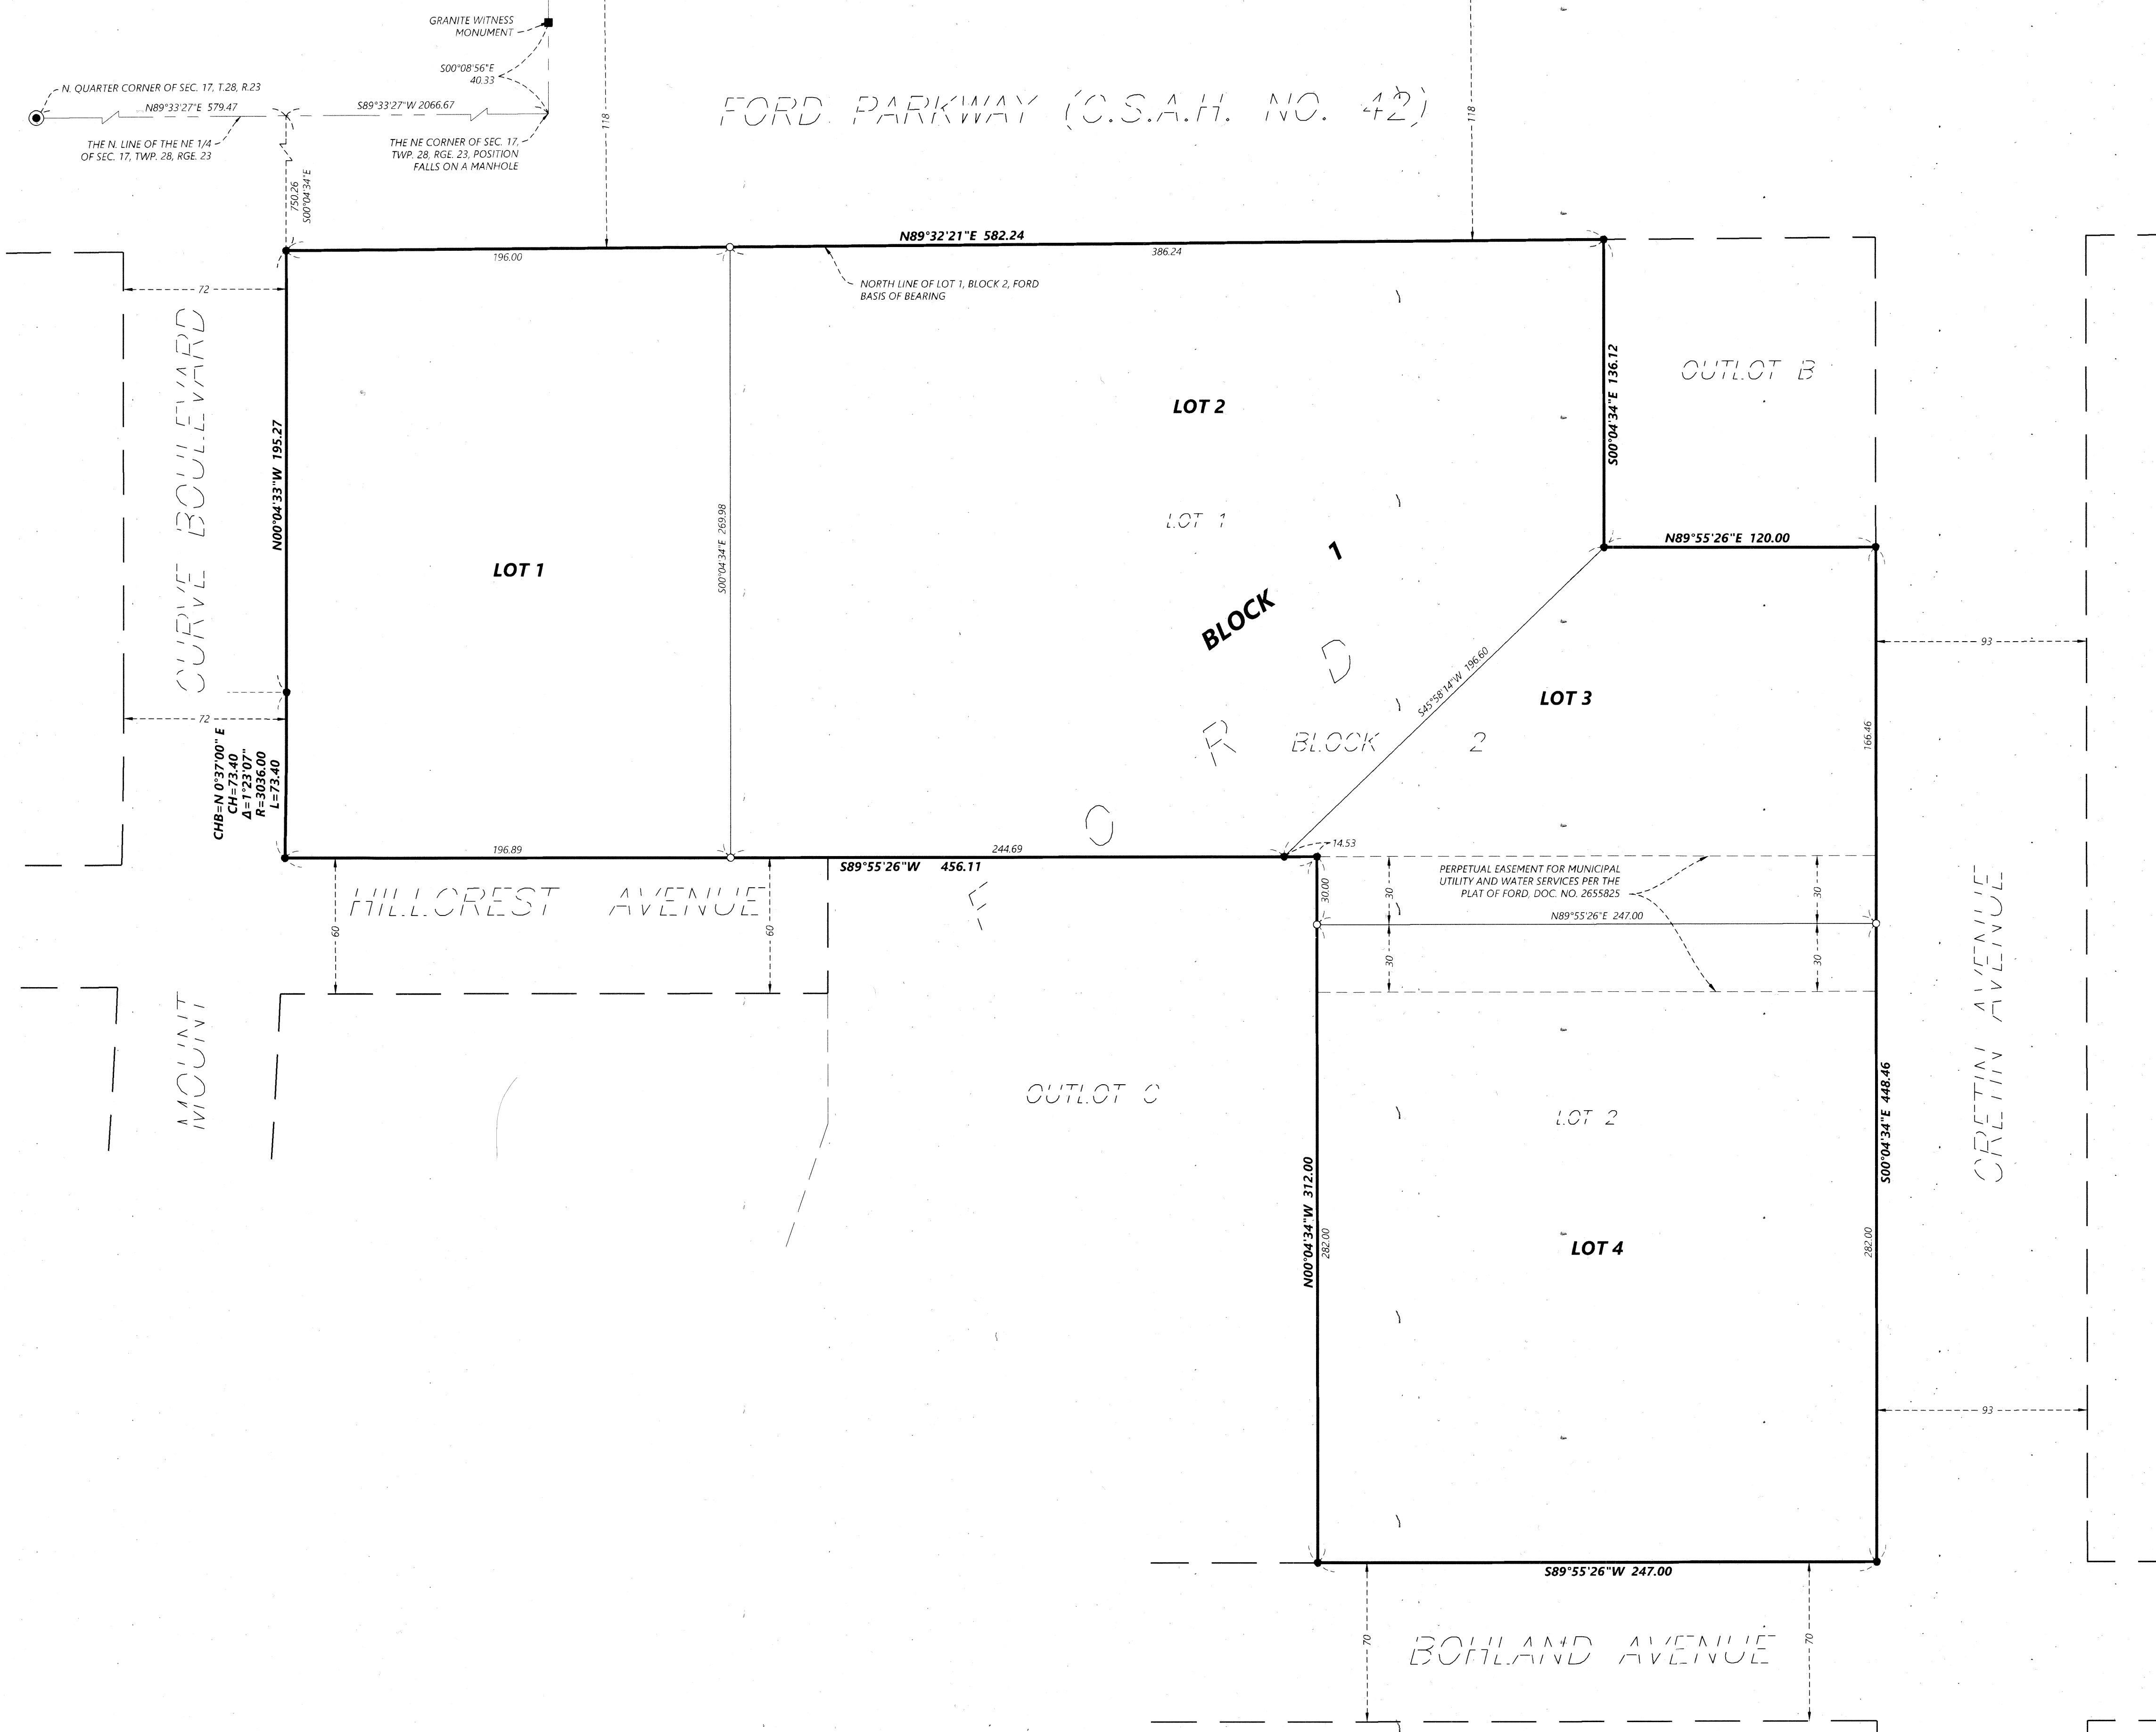 GRANITE WITNESS
MONUMENT
S00°08'56"E
40.33
N. QUARTER CORNER OF SEC. 17, T.28, R.23
N89°33'27"E 579.47
S89°33'27"W 2066.67
THE N. LINE OF THE NE 1/4
OF SEC. 17, TWP. 28, RGE. 23
THE NE CORNER OF SEC. 17,
TWP. 28, RGE. 23, POSITION
FALLS ON A MANHOLE
750.26
S00°04'34"E
118
FORD PARKWAY (C.S.A.H. NO. 42)
118
N89°32'21"E 582.24
196.00
386.24
NORTH LINE OF LOT 1, BLOCK 2, FORD
BASIS OF BEARING
72
CURVE BOULEVARD
N00°04'33"W 195.27
LOT 1
S00°04'34"E 269.98
LOT 2
LOT 1
BLOCK 1
S00°04'34"E 136.12
OUTLOT B
N89°55'26"E 120.00
93
S45°58'14"W 196.60
LOT 3
166.46
F O R D
BLOCK 2
72
CHB=N 0°37'00" E
CH=73.40
Δ=1°23'07"
R=3036.00
L=73.40
196.89
244.69
14.53
S89°55'26"W 456.11
HILLCREST AVENUE
60
60
30.00
30
30
PERPETUAL EASEMENT FOR MUNICIPAL
UTILITY AND WATER SERVICES PER THE
PLAT OF FORD, DOC. NO. 2655825
N89°55'26"E 247.00
30
30
MOUNT
OUTLOT C
LOT 2
CRETIN AVENUE
S00°04'34"E 448.46
N00°04'34"W 312.00
282.00
LOT 4
282.00
93
S89°55'26"W 247.00
70
BOHLAND AVENUE
70